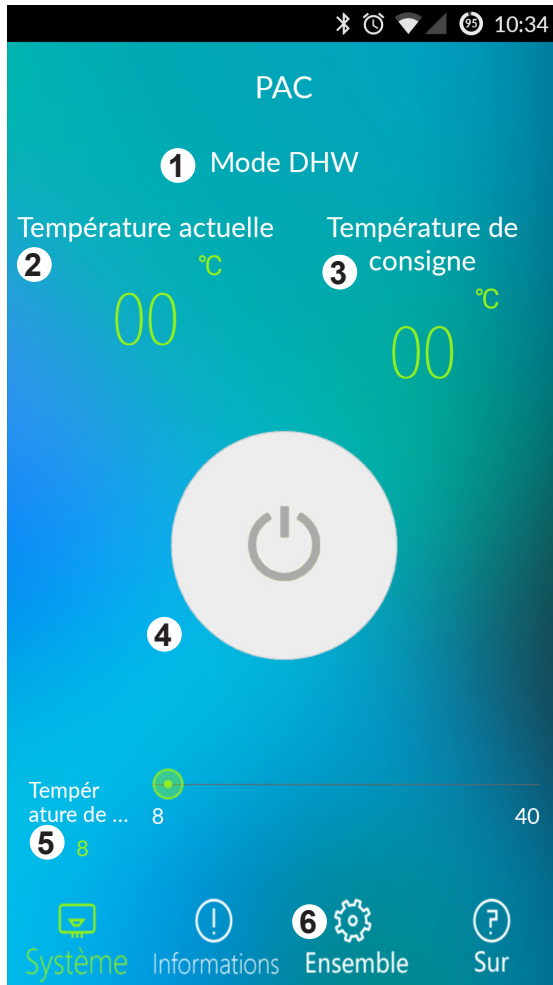 95 10:34
PAC
1 Mode DHW
Température actuelle
2 °C
00
Température de
3 consigne
°C
00
4
Tempér
ature de ...
5 8
8 40
Système
Informations
6 Ensemble
? Sur